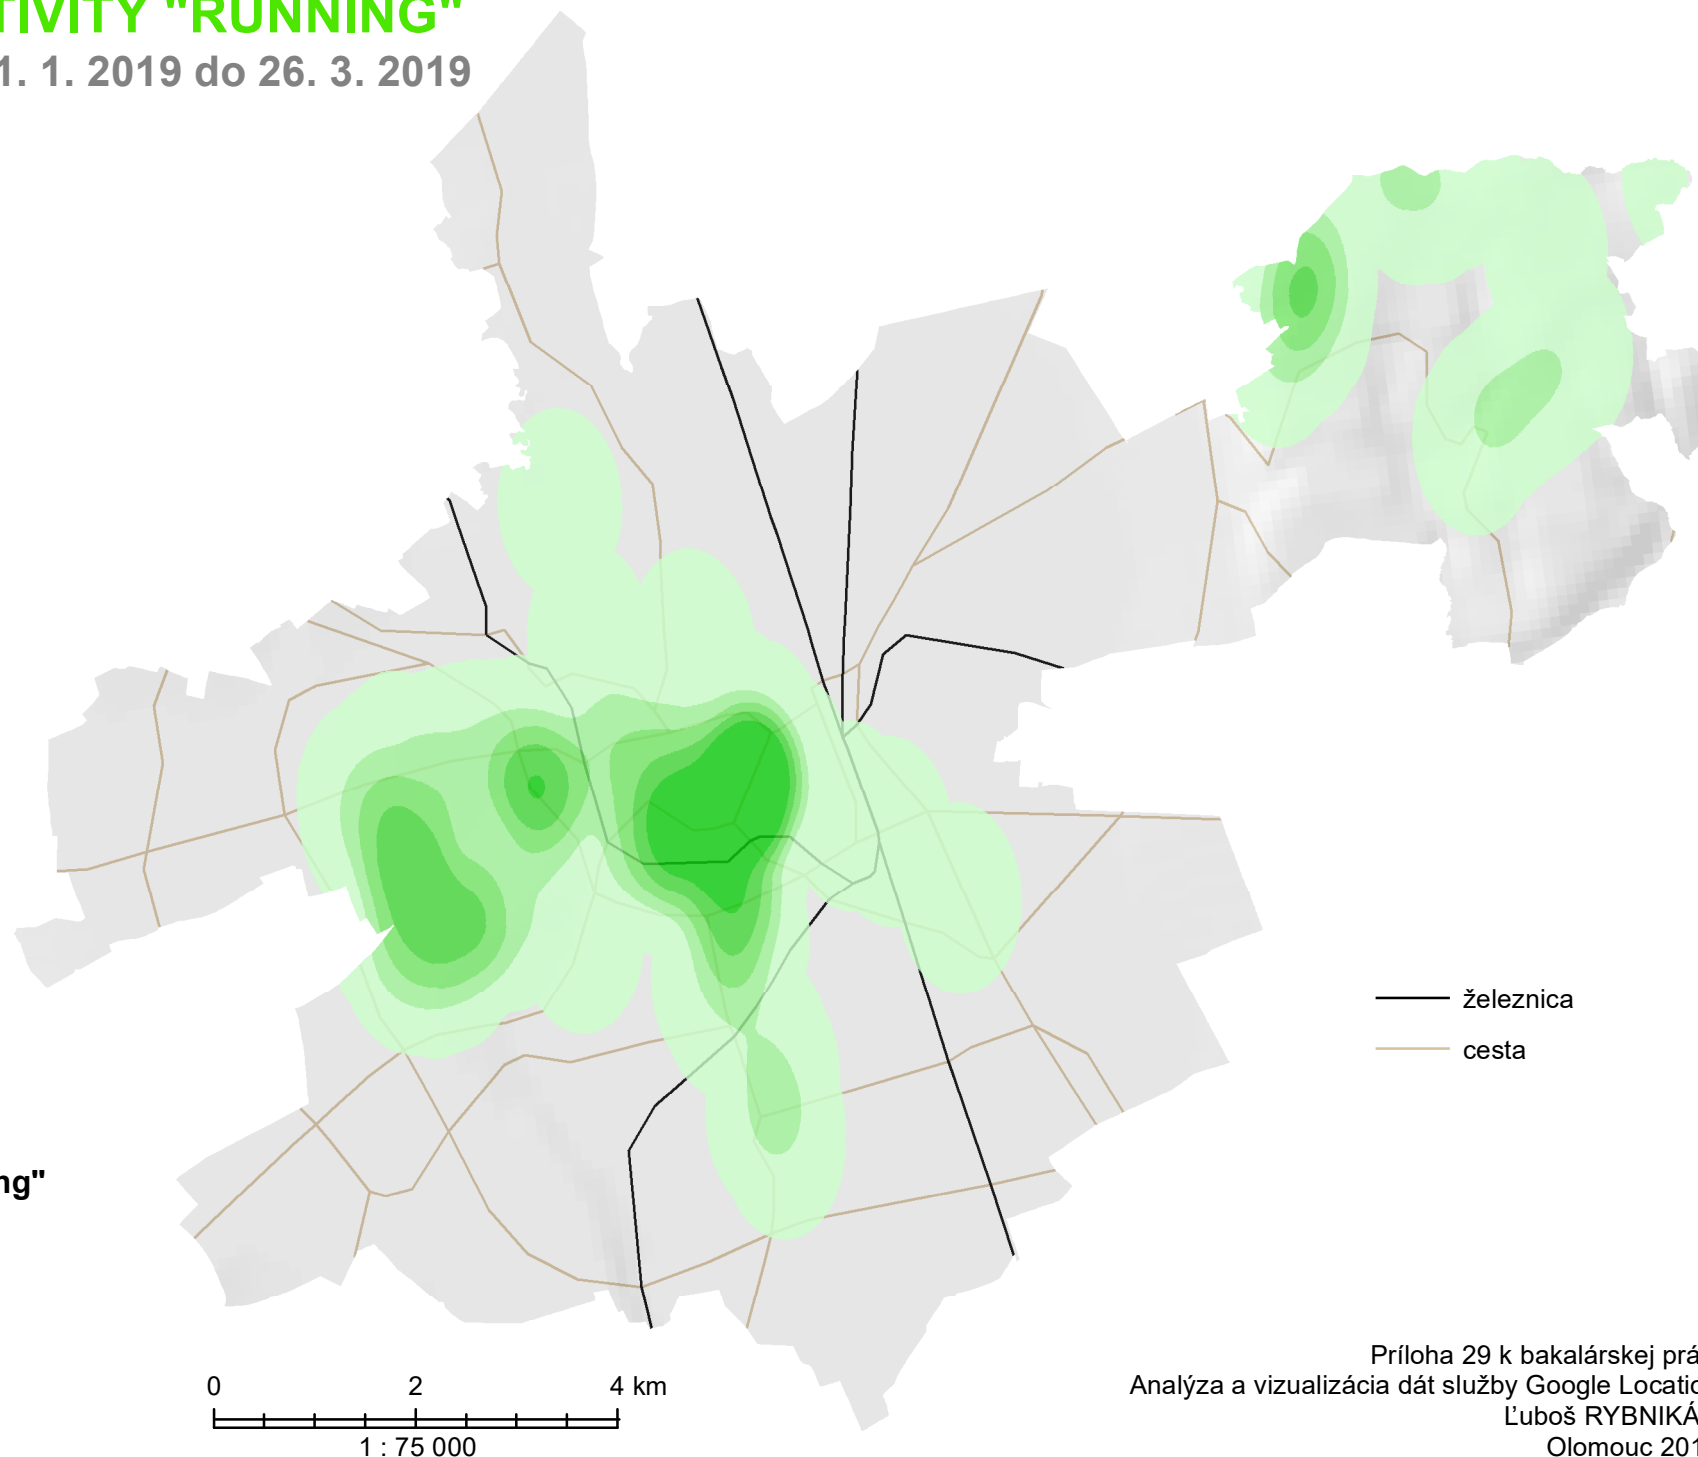 TIVITY "RUNNING"
1. 1. 2019 do 26. 3. 2019
železnica
cesta
ng"
0 2 4 km
1 : 75 000
Príloha 29 k bakalárskej prá
Analýza a vizualizácia dát služby Google Locatio
Ľuboš RYBNIKÁ
Olomouc 201